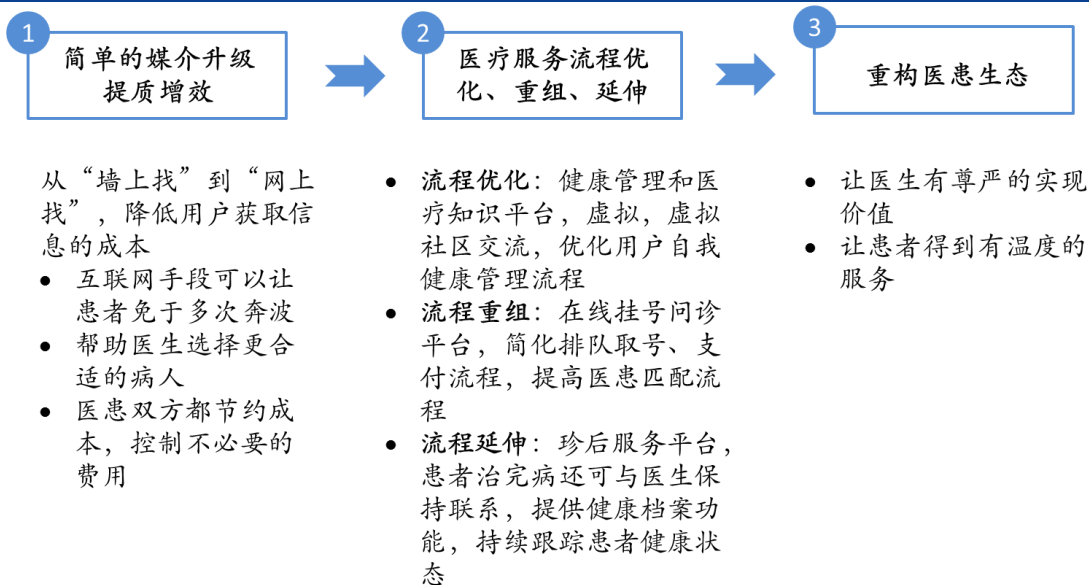 1
简单的媒介升级
提质增效
从“墙上找”到“网上
找”，降低用户获取信
息的成本
● 互联网手段可以让
患者免于多次奔波
● 帮助医生选择更合
适的病人
● 医患双方都节约成
本，控制不必要的
费用
2
医疗服务流程优
化、重组、延伸
● 流程优化：健康管理和医
疗知识平台，虚拟，虚拟
社区交流，优化用户自我
健康管理流程
● 流程重组：在线挂号问诊
平台，简化排队取号、支
付流程，提高医患匹配流
程
● 流程延伸：珍后服务平台，
患者治完病还可与医生保
持联系，提供健康档案功
能，持续跟踪患者健康状
态
3
重构医患生态
● 让医生有尊严的实现
价值
● 让患者得到有温度的
服务